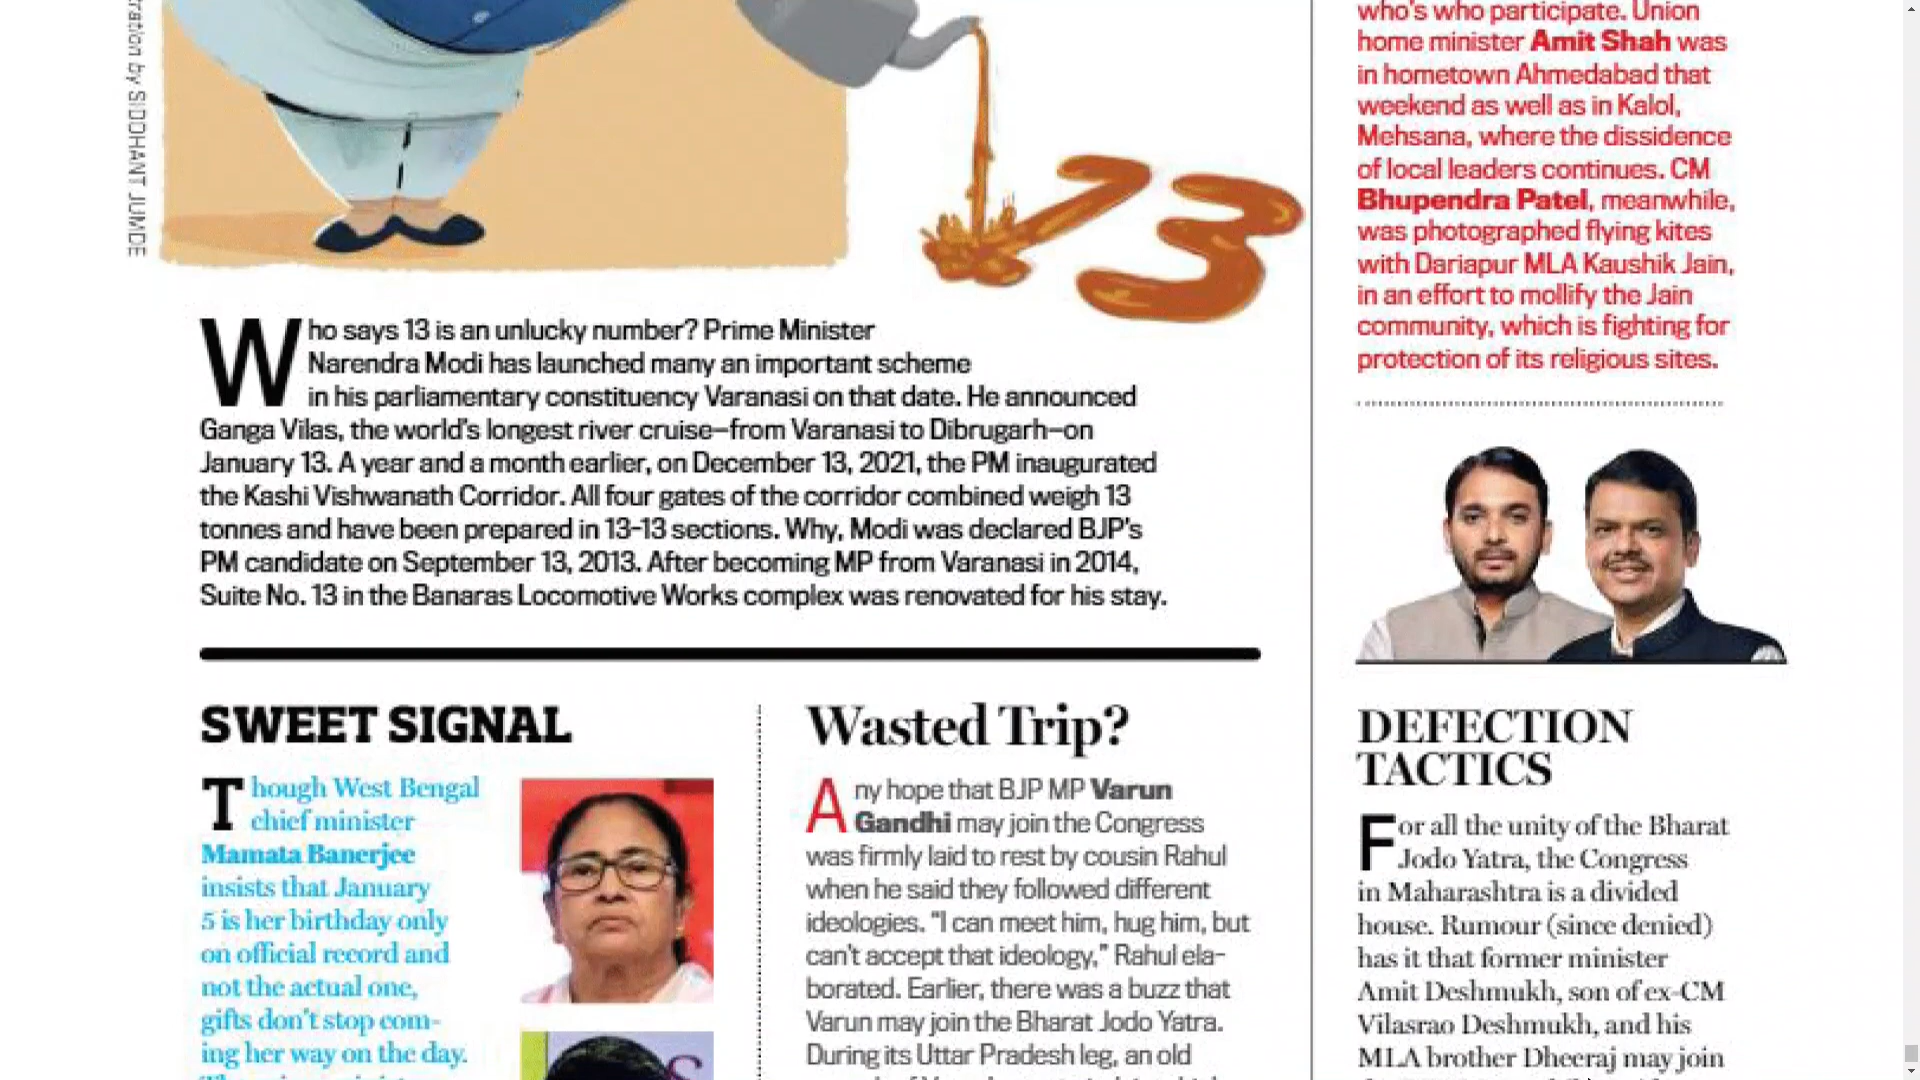 ration by SIDDHANT JUMDE
13
Who says 13 is an unlucky number? Prime Minister
Narendra Modi has launched many an important scheme
in his parliamentary constituency Varanasi on that date. He announced
Ganga Vilas, the world's longest river cruise—from Varanasi to Dibrugarh—on
January 13. A year and a month earlier, on December 13, 2021, the PM inaugurated
the Kashi Vishwanath Corridor. All four gates of the corridor combined weigh 13
tonnes and have been prepared in 13-13 sections. Why, Modi was declared BJP's
PM candidate on September 13, 2013. After becoming MP from Varanasi in 2014,
Suite No. 13 in the Banaras Locomotive Works complex was renovated for his stay.
SWEET SIGNAL
Though West Bengal
chief minister
Mamata Banerjee
insists that January
5 is her birthday only
on official record and
not the actual one,
gifts don't stop com-
ing her way on the day.
Wasted Trip?
Any hope that BJP MP Varun
Gandhi may join the Congress
was firmly laid to rest by cousin Rahul
when he said they followed different
ideologies. "I can meet him, hug him, but
can't accept that ideology," Rahul ela-
borated. Earlier, there was a buzz that
Varun may join the Bharat Jodo Yatra.
During its Uttar Pradesh leg, an old
who's who participate. Union
home minister Amit Shah was
in hometown Ahmedabad that
weekend as well as in Kalol,
Mehsana, where the dissidence
of local leaders continues. CM
Bhupendra Patel, meanwhile,
was photographed flying kites
with Dariapur MLA Kaushik Jain,
in an effort to mollify the Jain
community, which is fighting for
protection of its religious sites.
DEFECTION
TACTICS
For all the unity of the Bharat
Jodo Yatra, the Congress
in Maharashtra is a divided
house. Rumour (since denied)
has it that former minister
Amit Deshmukh, son of ex-CM
Vilasrao Deshmukh, and his
MLA brother Dheeraj may join